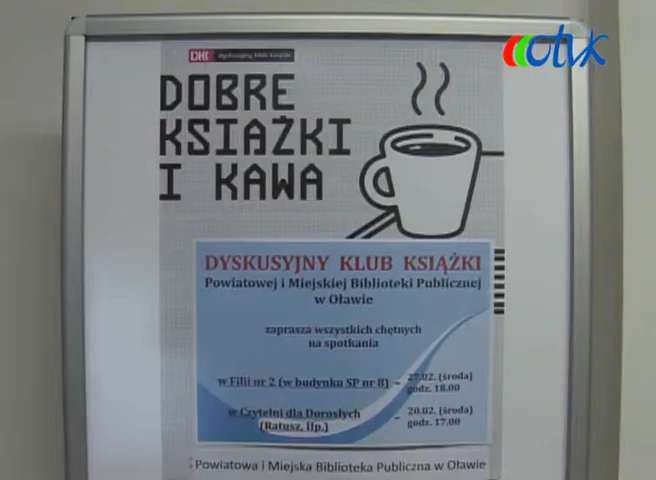 otvk
DKK Dyskusyjny Klub Książki
DOBRE
KSIĄŻKI
I KAWA
DYSKUSYJNY KLUB KSIĄŻKI
Powiatowej i Miejskiej Biblioteki Publicznej
w Oławie
zaprasza wszystkich chętnych
na spotkania
w Filii nr 2 (w budynku SP nr 8) – 27.02. (środa)
godz. 18.00
w Czytelni dla Dorosłych – 20.02. (środa)
(Ratusz, IIp.) godz. 17.00
Powiatowa i Miejska Biblioteka Publiczna w Oławie